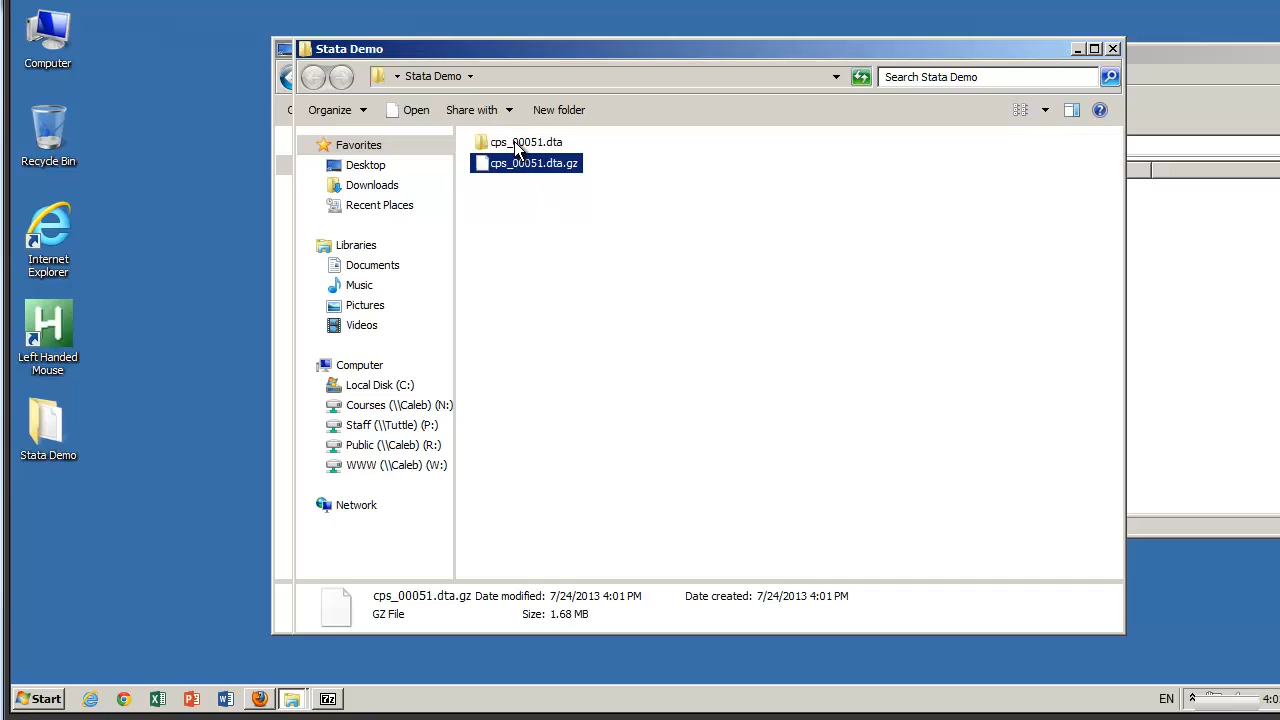 Computer
Recycle Bin
Internet
Explorer
Left Handed
Mouse
Stata Demo
Stata Demo
Stata Demo
Search Stata Demo
Organize
Open
Share with
New folder
Favorites
Desktop
Downloads
Recent Places
Libraries
Documents
Music
Pictures
Videos
Computer
Local Disk (C:)
Courses (\\Caleb) (N:)
Staff (\\Tuttle) (P:)
Public (\\Caleb) (R:)
WWW (\\Caleb) (W:)
Network
cps_00051.dta
cps_00051.dta.gz
cps_00051.dta.gz Date modified: 7/24/2013 4:01 PM Date created: 7/24/2013 4:01 PM
GZ File Size: 1.68 MB
Start
7z
EN
4:0